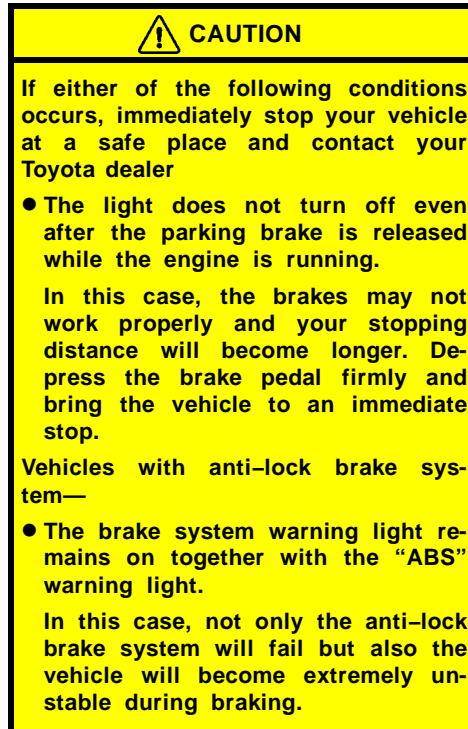 CAUTION
If either of the following conditions
occurs, immediately stop your vehicle
at a safe place and contact your
Toyota dealer
● The light does not turn off even
after the parking brake is released
while the engine is running.
In this case, the brakes may not
work properly and your stopping
distance will become longer. De-
press the brake pedal firmly and
bring the vehicle to an immediate
stop.
Vehicles with anti–lock brake sys-
tem—
● The brake system warning light re-
mains on together with the “ABS”
warning light.
In this case, not only the anti–lock
brake system will fail but also the
vehicle will become extremely un-
stable during braking.